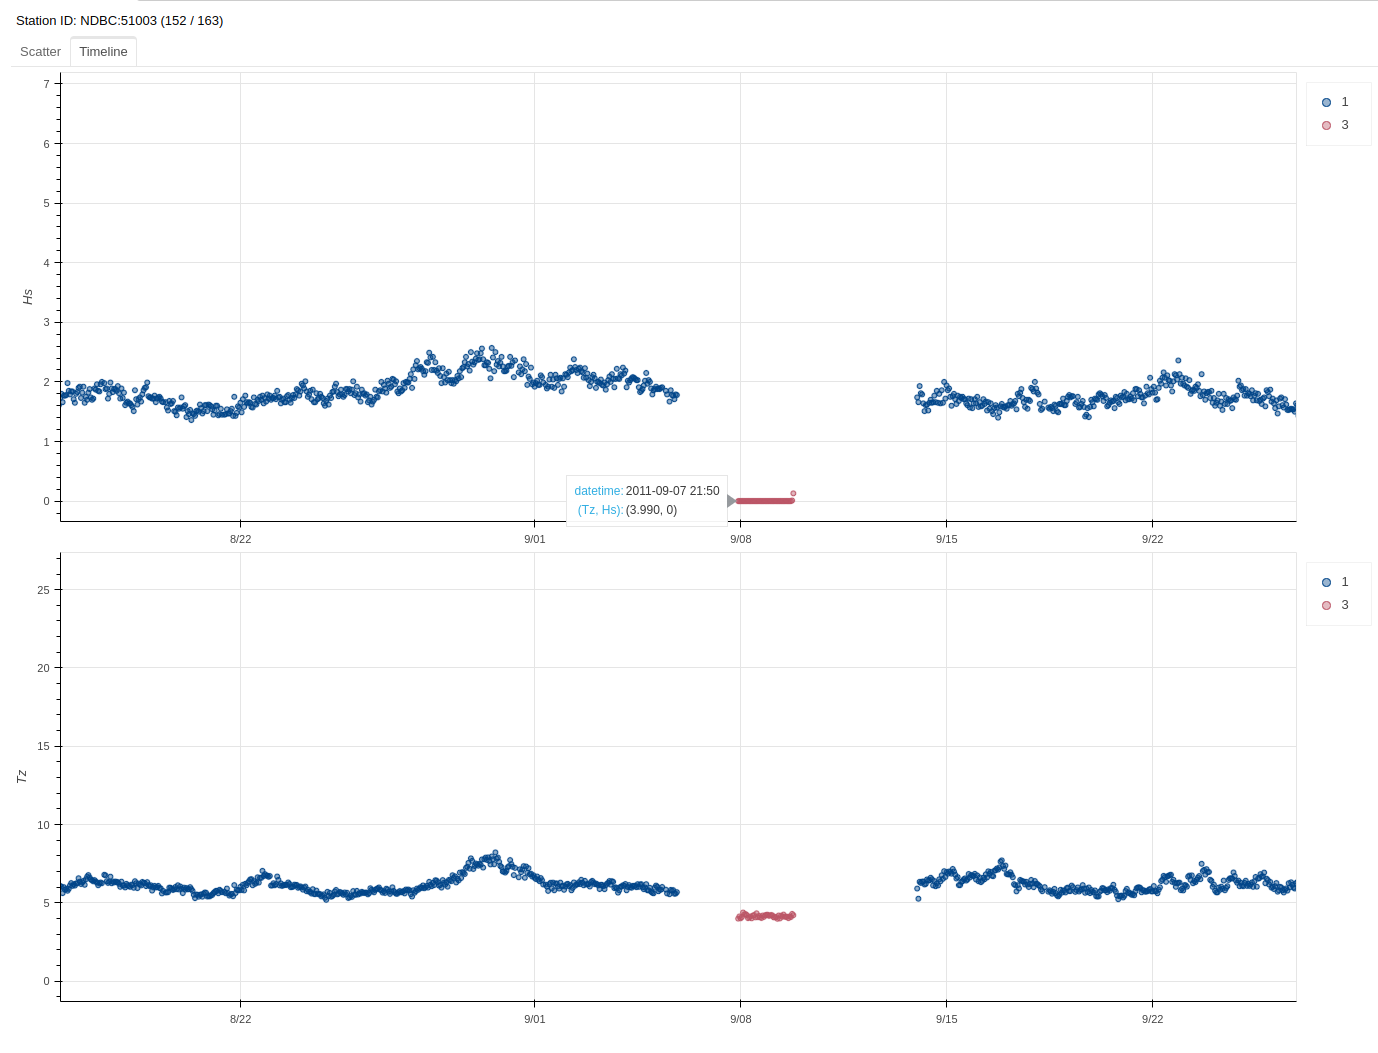 Station ID: NDBC:51003 (152 / 163)
Scatter Timeline
7
6
5
4
3
2
1
0
Hs
1
3
datetime: 2011-09-07 21:50
(Tz, Hs): (3.990, 0)
8/22 9/01 9/08 9/15 9/22
25
20
15
10
5
0
Tz
1
3
8/22 9/01 9/08 9/15 9/22